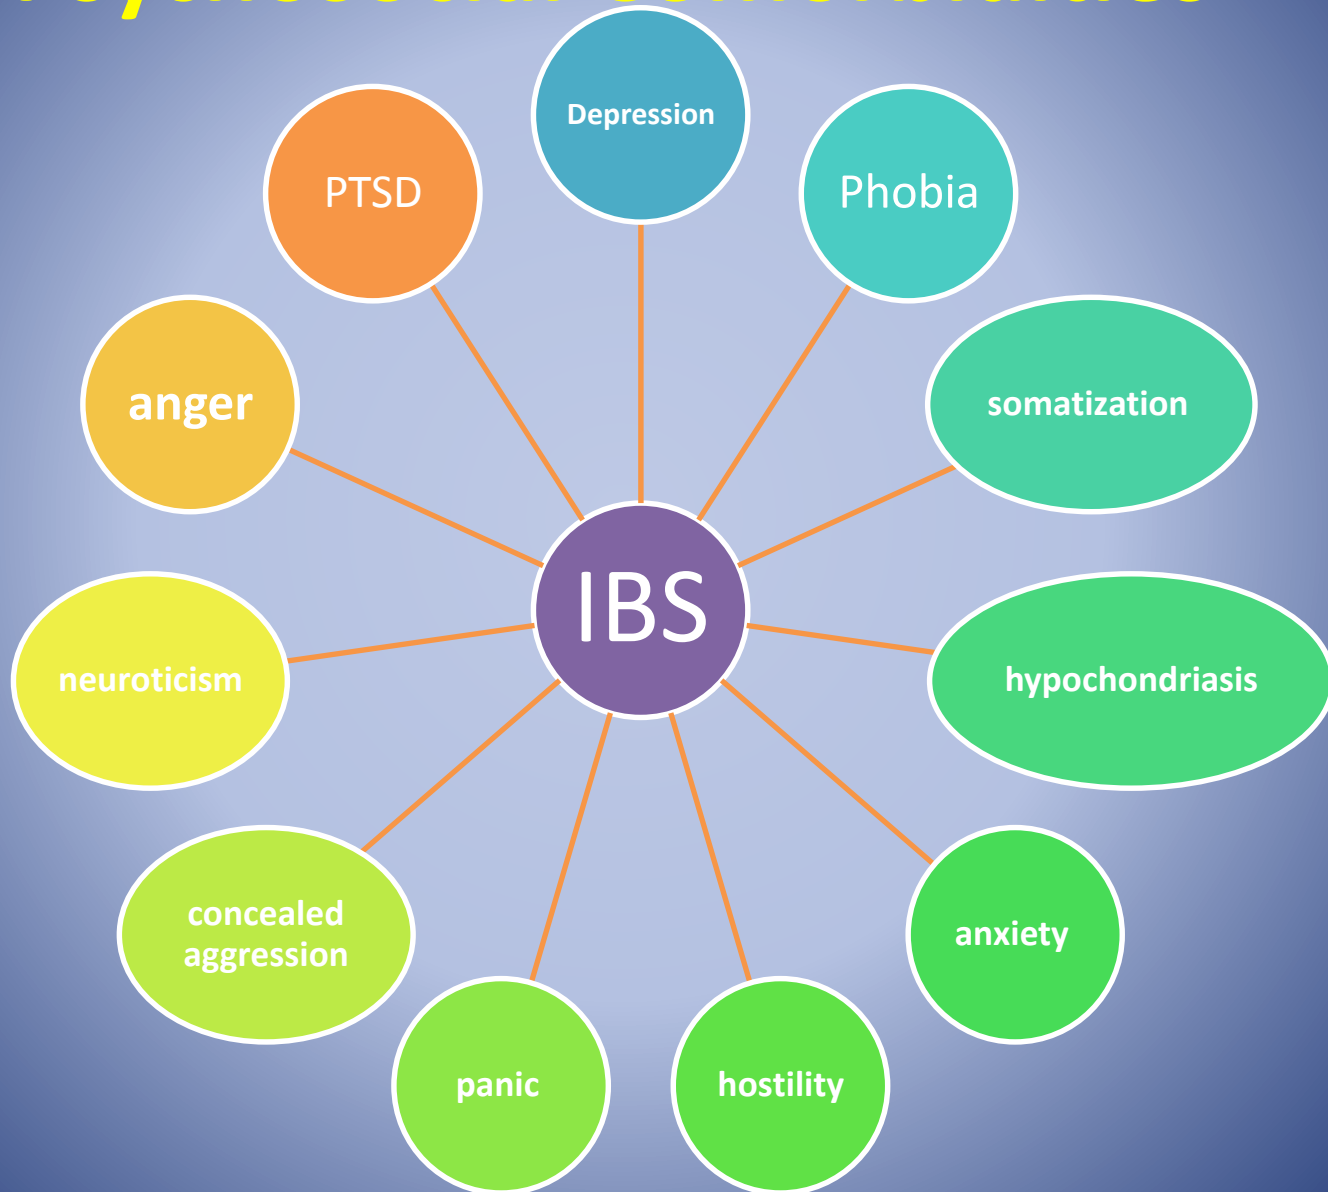 Depression
PTSD
Phobia
anger
somatization
IBS
neuroticism
hypochondriasis
concealed
aggression
anxiety
panic
hostility